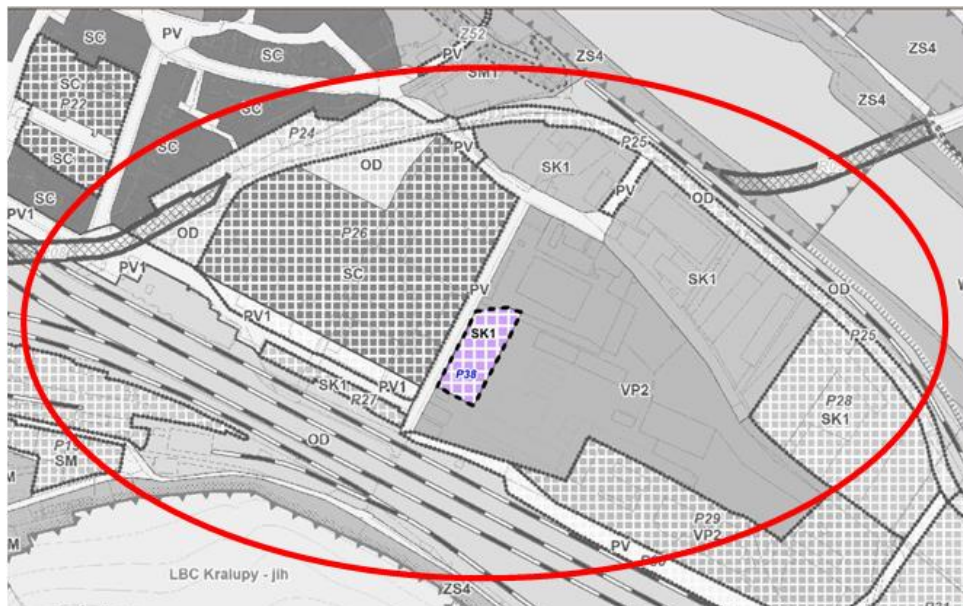 PV
SC
Z52
PV
ZS4
ZS4
SM1
ZS4
SC
P22
SC
SC
P24
P25
OD
SC
SK1
SC
PV
PV
OD
SC
PV1
OD
P26
SC
SK1
PV
OD
PV1
PV1
SK1
P25
SK1
PV1
P38
P27
VP2
P28
SK1
OD
SM
P29
VP2
PV
LBC Kralupy - jih
ZS4